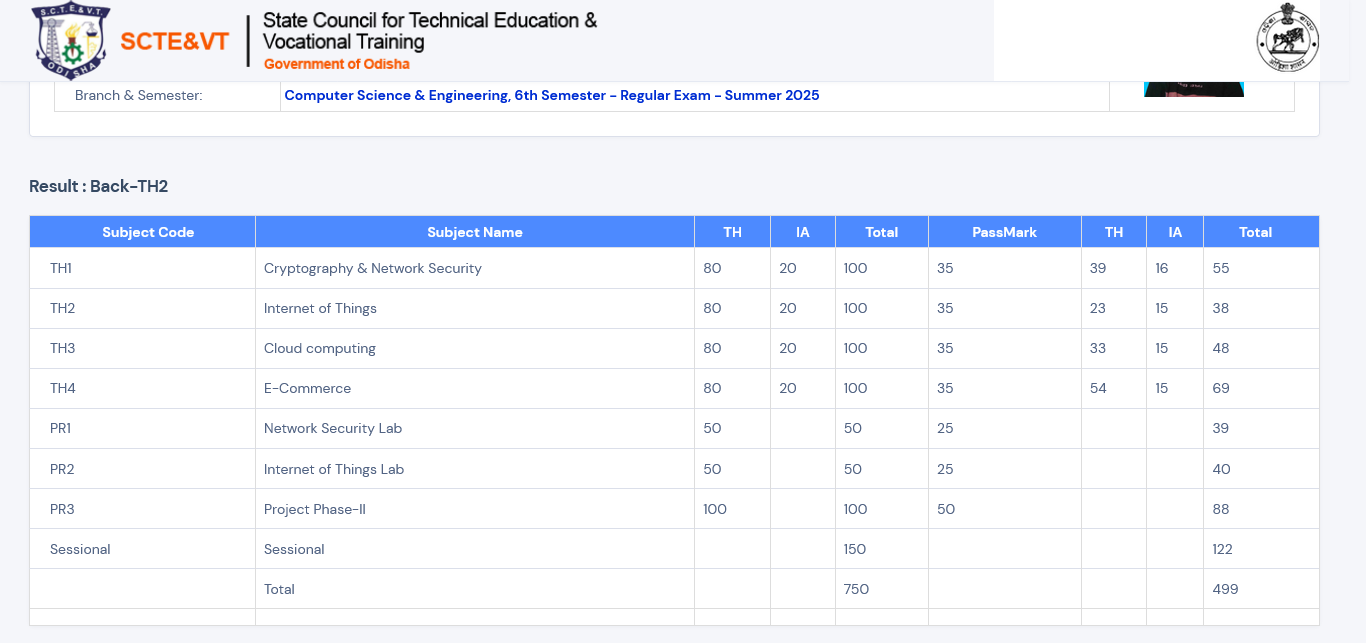 S.C.T.E.& V.T.
ODISHA
SCTE&VT
State Council for Technical Education &
Vocational Training
Government of Odisha
Branch & Semester: Computer Science & Engineering, 6th Semester - Regular Exam - Summer 2025
Result : Back-TH2
Subject Code Subject Name TH IA Total PassMark TH IA Total
TH1 Cryptography & Network Security 80 20 100 35 39 16 55
TH2 Internet of Things 80 20 100 35 23 15 38
TH3 Cloud computing 80 20 100 35 33 15 48
TH4 E-Commerce 80 20 100 35 54 15 69
PR1 Network Security Lab 50 50 25 39
PR2 Internet of Things Lab 50 50 25 40
PR3 Project Phase-II 100 100 50 88
Sessional Sessional 150 122
Total 750 499